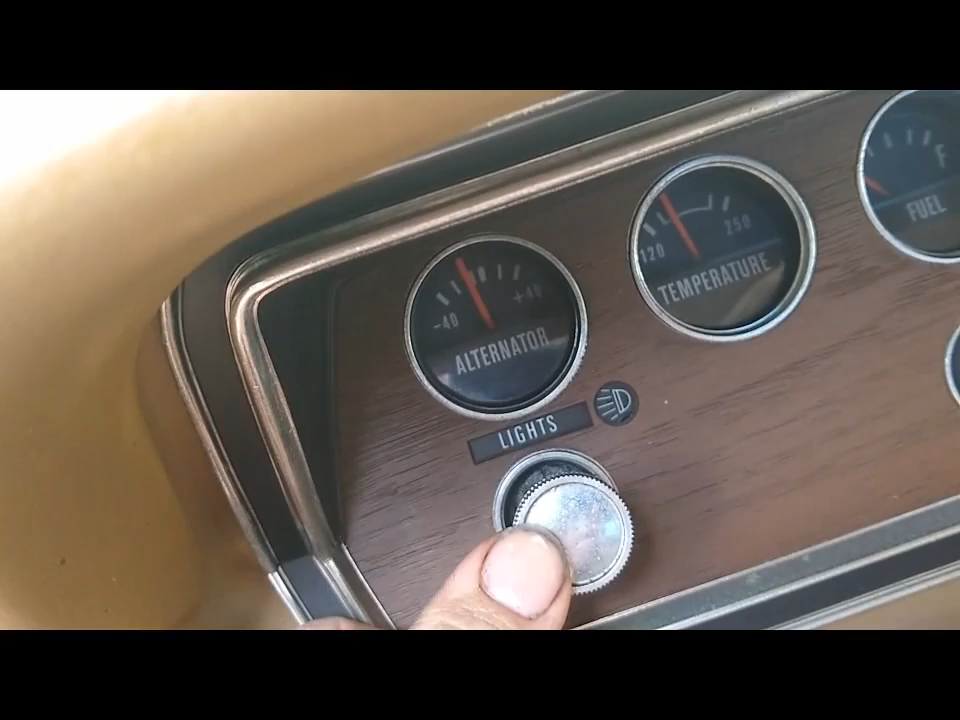 -40 +40
ALTERNATOR
120 250
TEMPERATURE
F
FUEL
LIGHTS